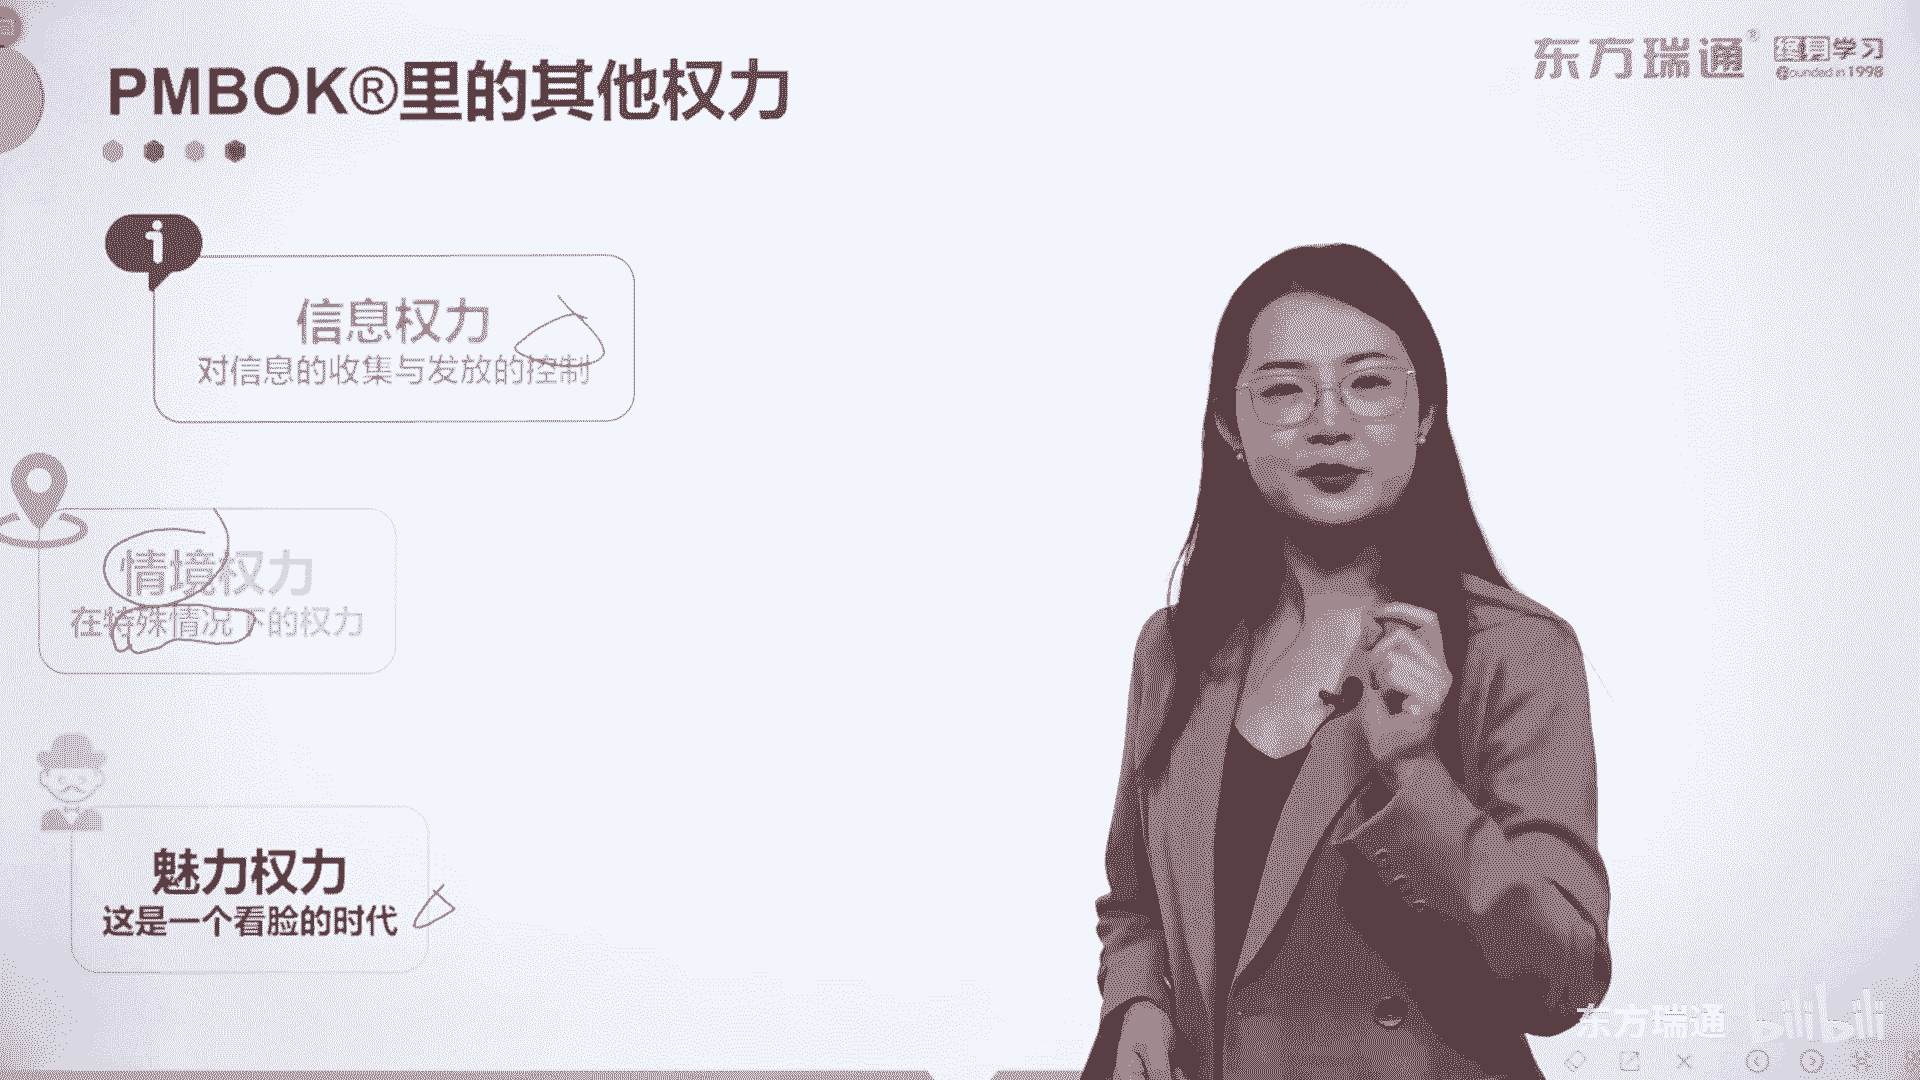 PMBOK®里的其他权力
东方瑞通® 终身学习
Founded in 1998
i
信息权力
对信息的收集与发放的控制
情境权力
在特殊情况下的权力
魅力权力
这是一个看脸的时代
东方瑞通 bilibili